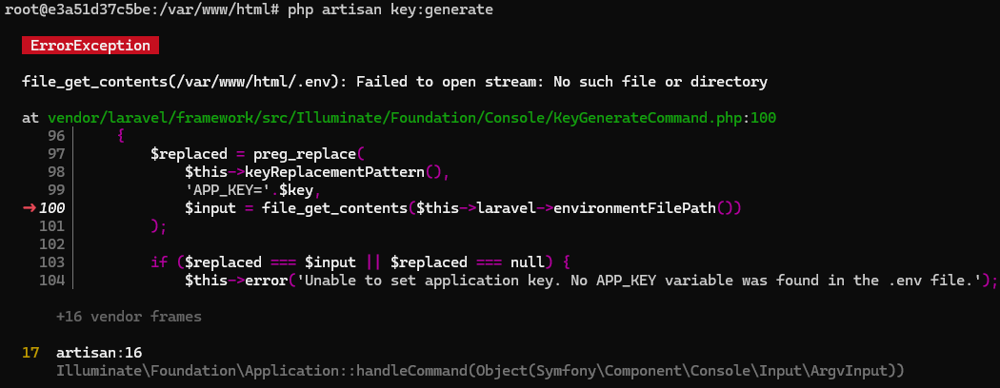 root@e3a51d37c5be:/var/www/html# php artisan key:generate
ErrorException
file_get_contents(/var/www/html/.env): Failed to open stream: No such file or directory
at vendor/laravel/framework/src/Illuminate/Foundation/Console/KeyGenerateCommand.php:100
96 {
97 $replaced = preg_replace(
98 $this->keyReplacementPattern(),
99 'APP_KEY='.$key,
➜ 100 $input = file_get_contents($this->laravel->environmentFilePath())
101 );
102
103 if ($replaced === $input || $replaced === null) {
104 $this->error('Unable to set application key. No APP_KEY variable was found in the .env file.');
+16 vendor frames
17 artisan:16
Illuminate\Foundation\Application::handleCommand(Object(Symfony\Component\Console\Input\ArgvInput))